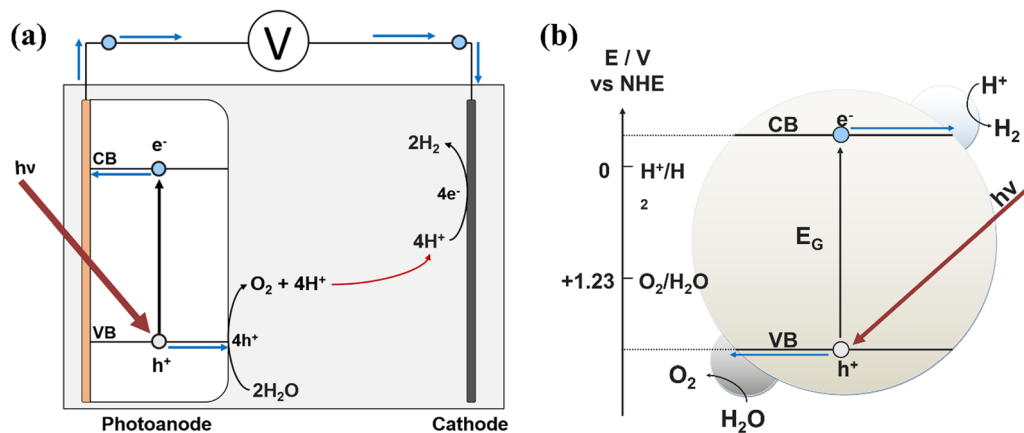 (a)
V
hν
CB
e⁻
VB
h⁺
4h⁺
O₂ + 4H⁺
2H₂O
2H₂
4e⁻
4H⁺
Photoanode
Cathode
(b)
E / V
vs NHE
0
H⁺/H
2
+1.23
O₂/H₂O
CB
e⁻
H⁺
H₂
hν
E_G
VB
h⁺
O₂
H₂O